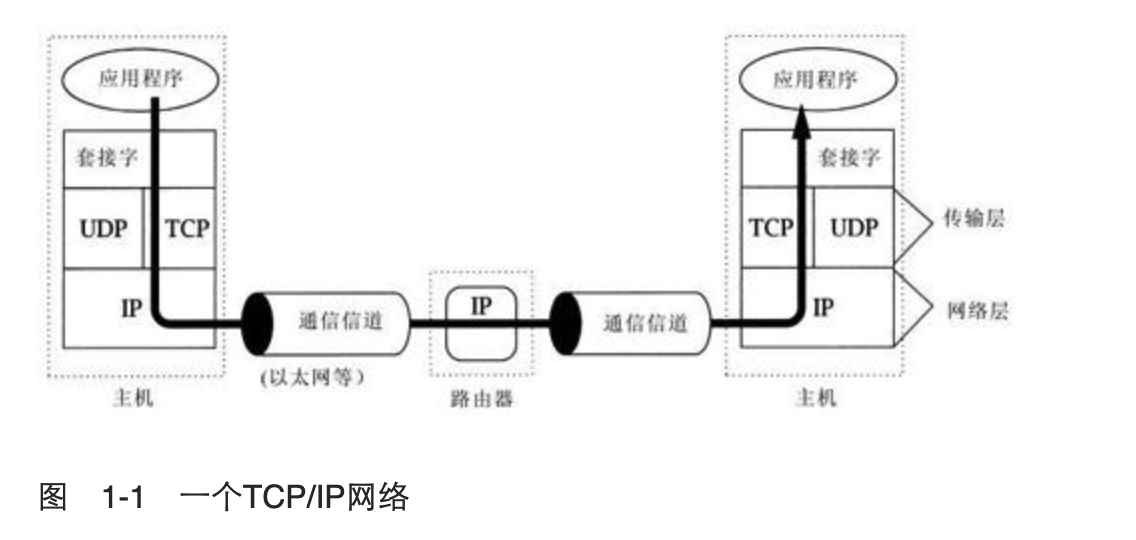 应用程序
套接字
UDP
TCP
IP
主机
通信信道
(以太网等)
IP
路由器
通信信道
应用程序
套接字
TCP
UDP
IP
主机
传输层
网络层
图 1-1 一个TCP/IP网络